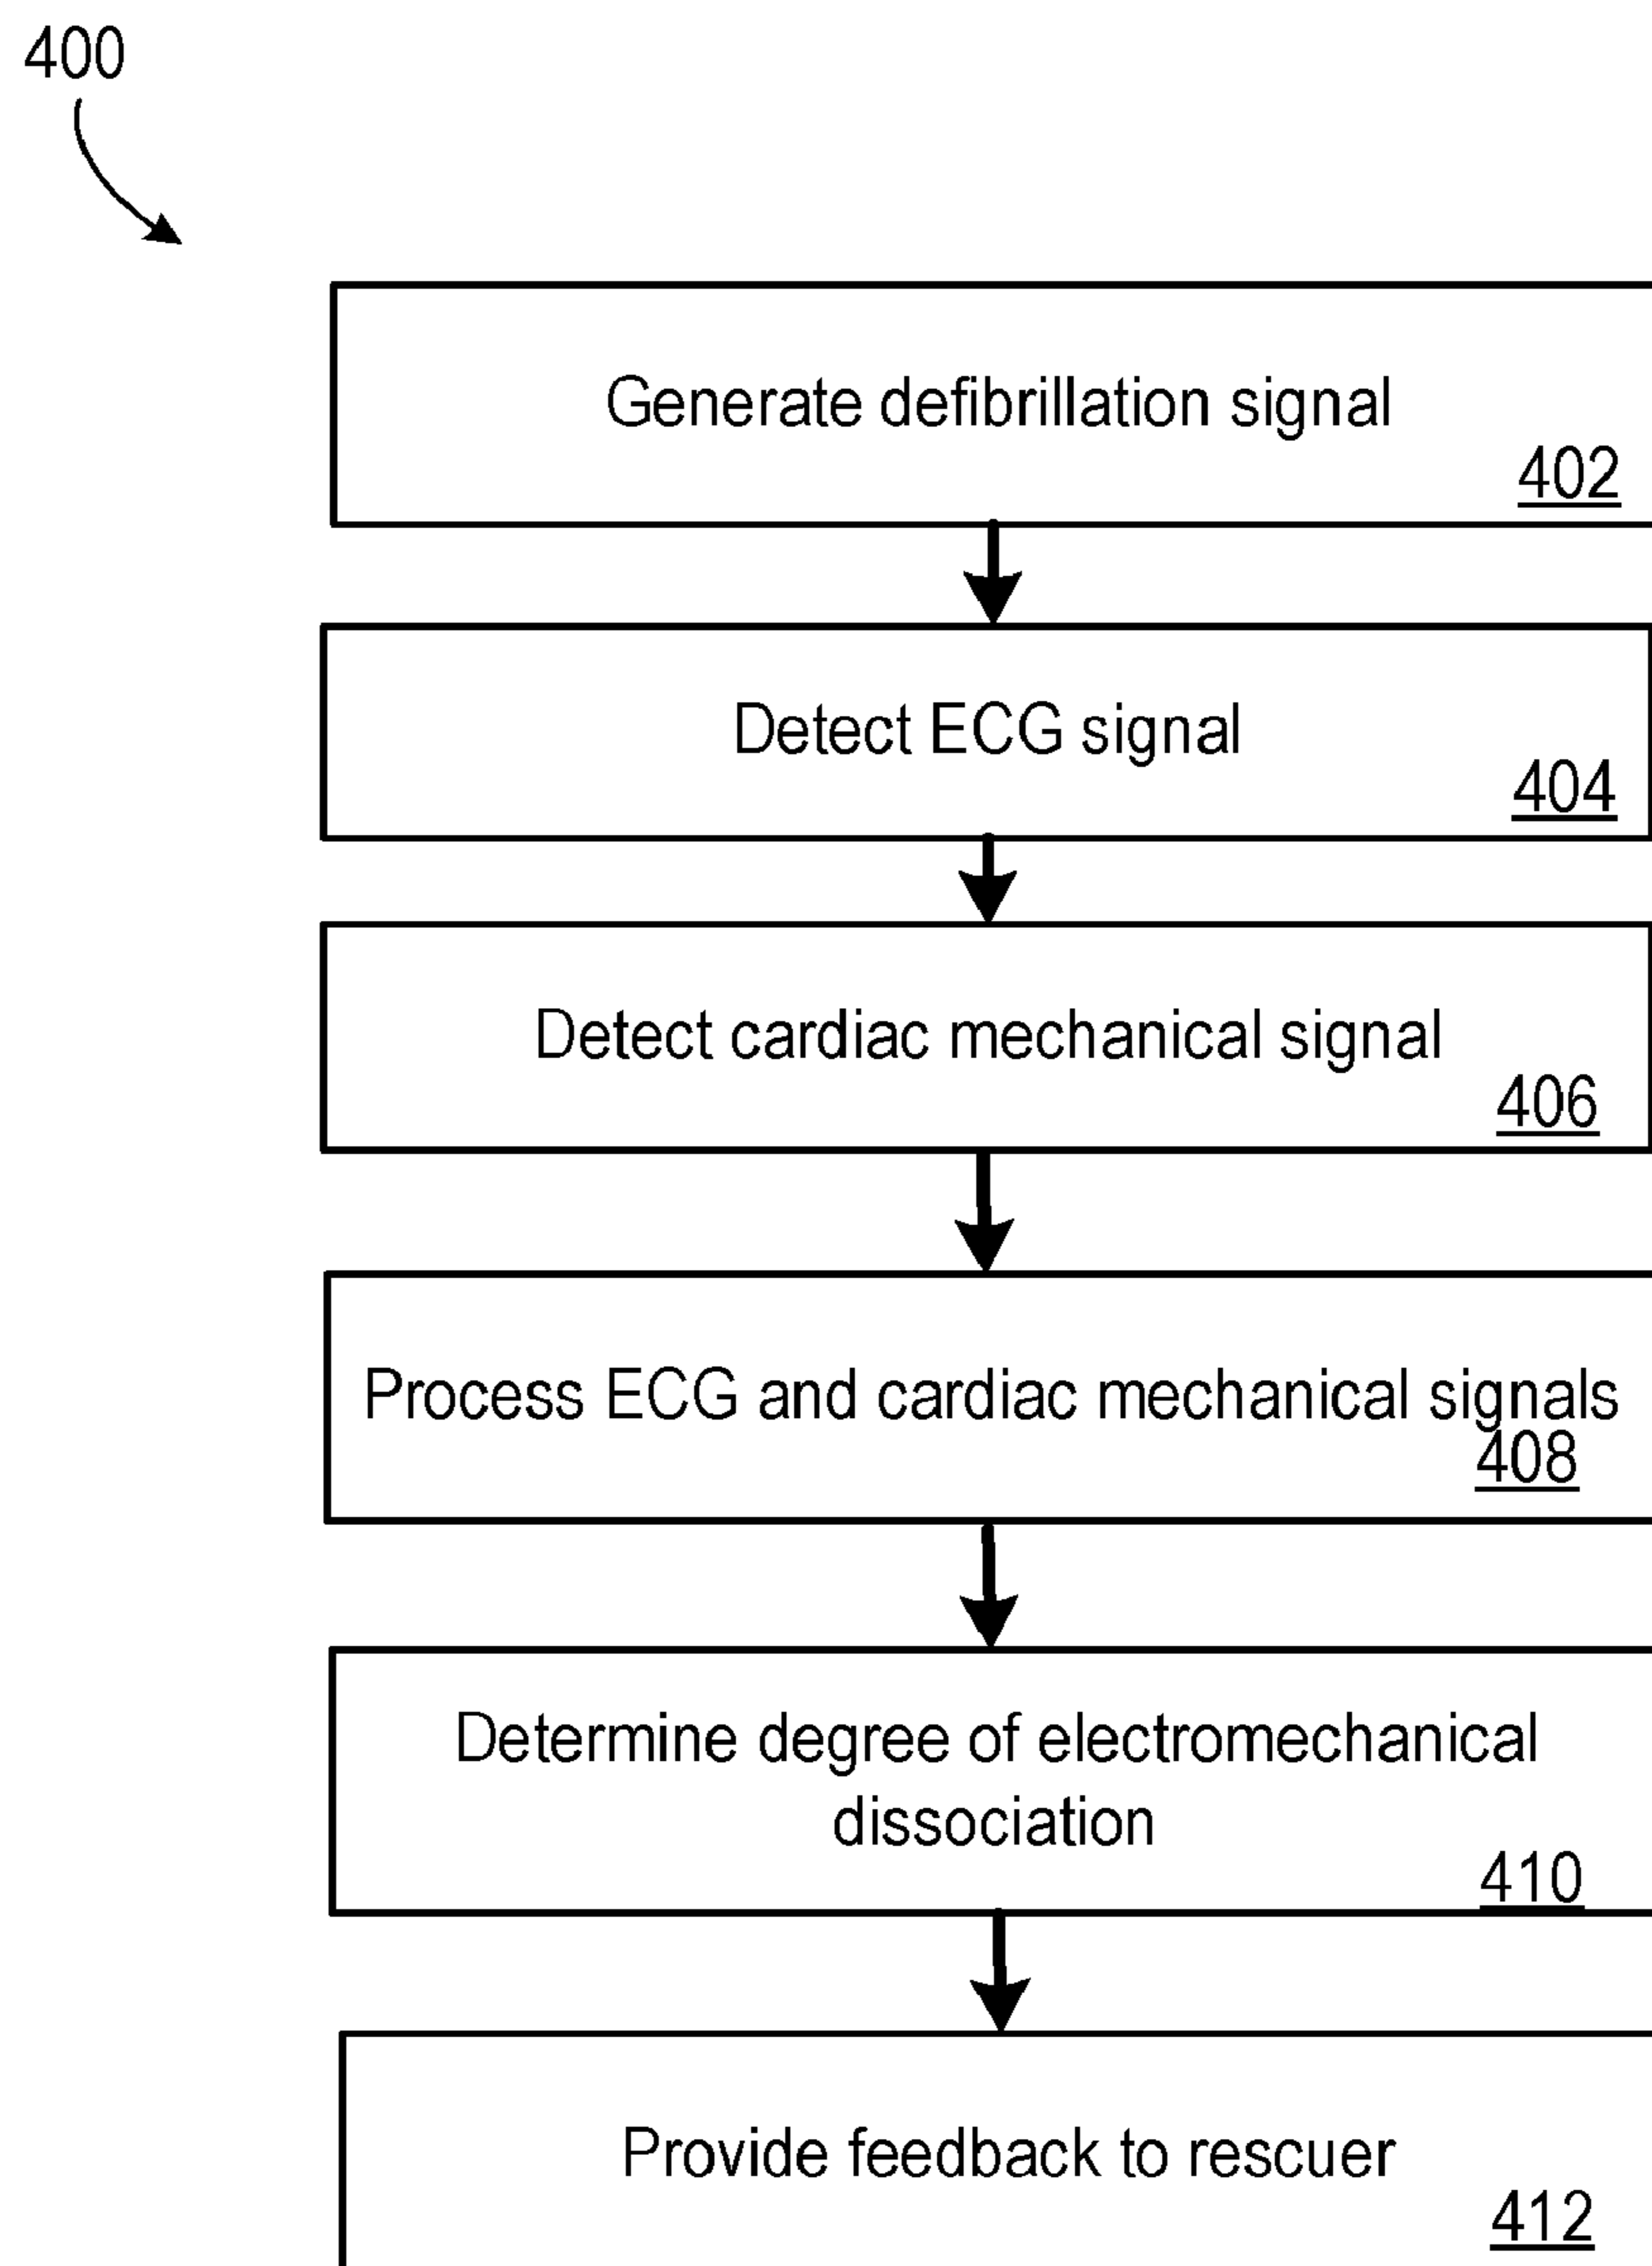 400
Generate defibrillation signal
402
Detect ECG signal
404
Detect cardiac mechanical signal
406
Process ECG and cardiac mechanical signals
408
Determine degree of electromechanical
dissociation
410
Provide feedback to rescuer
412